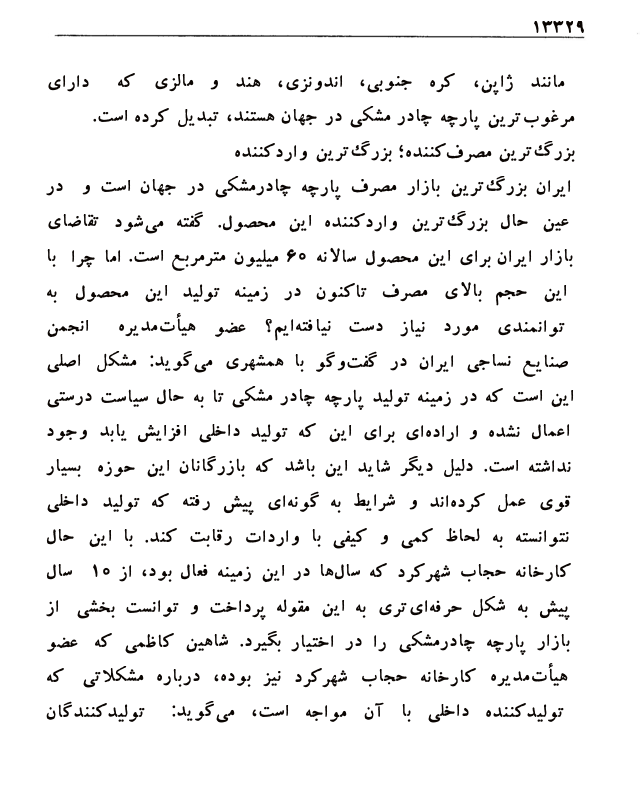 ۱۳۳۲۹
مانند ژاپن، کره جنوبی، اندونزی، هند و مالزی که دارای
مرغوب‌ترین پارچه چادر مشکی در جهان هستند، تبدیل کرده است.
بزرگ‌ترین مصرف‌کننده؛ بزرگ‌ترین واردکننده
ایران بزرگ‌ترین بازار مصرف پارچه چادرمشکی در جهان است و در
عین حال بزرگ‌ترین واردکننده این محصول. گفته می‌شود تقاضای
بازار ایران برای این محصول سالانه ۶۰ میلیون مترمربع است. اما چرا با
این حجم بالای مصرف تاکنون در زمینه تولید این محصول به
توانمندی مورد نیاز دست نیافته‌ایم؟ عضو هیأت‌مدیره انجمن
صنایع نساجی ایران در گفت‌وگو با همشهری می‌گوید: مشکل اصلی
این است که در زمینه تولید پارچه چادر مشکی تا به حال سیاست درستی
اعمال نشده و اراده‌ای برای این که تولید داخلی افزایش یابد وجود
نداشته است. دلیل دیگر شاید این باشد که بازرگانان این حوزه بسیار
قوی عمل کرده‌اند و شرایط به گونه‌ای پیش رفته که تولید داخلی
نتوانسته به لحاظ کمی و کیفی با واردات رقابت کند. با این حال
کارخانه حجاب شهرکرد که سال‌ها در این زمینه فعال بود، از ۱۰ سال
پیش به شکل حرفه‌ای‌تری به این مقوله پرداخت و توانست بخشی از
بازار پارچه چادرمشکی را در اختیار بگیرد. شاهین کاظمی که عضو
هیأت‌مدیره کارخانه حجاب شهرکرد نیز بوده، درباره مشکلاتی که
تولیدکننده داخلی با آن مواجه است، می‌گوید: تولیدکنندگان